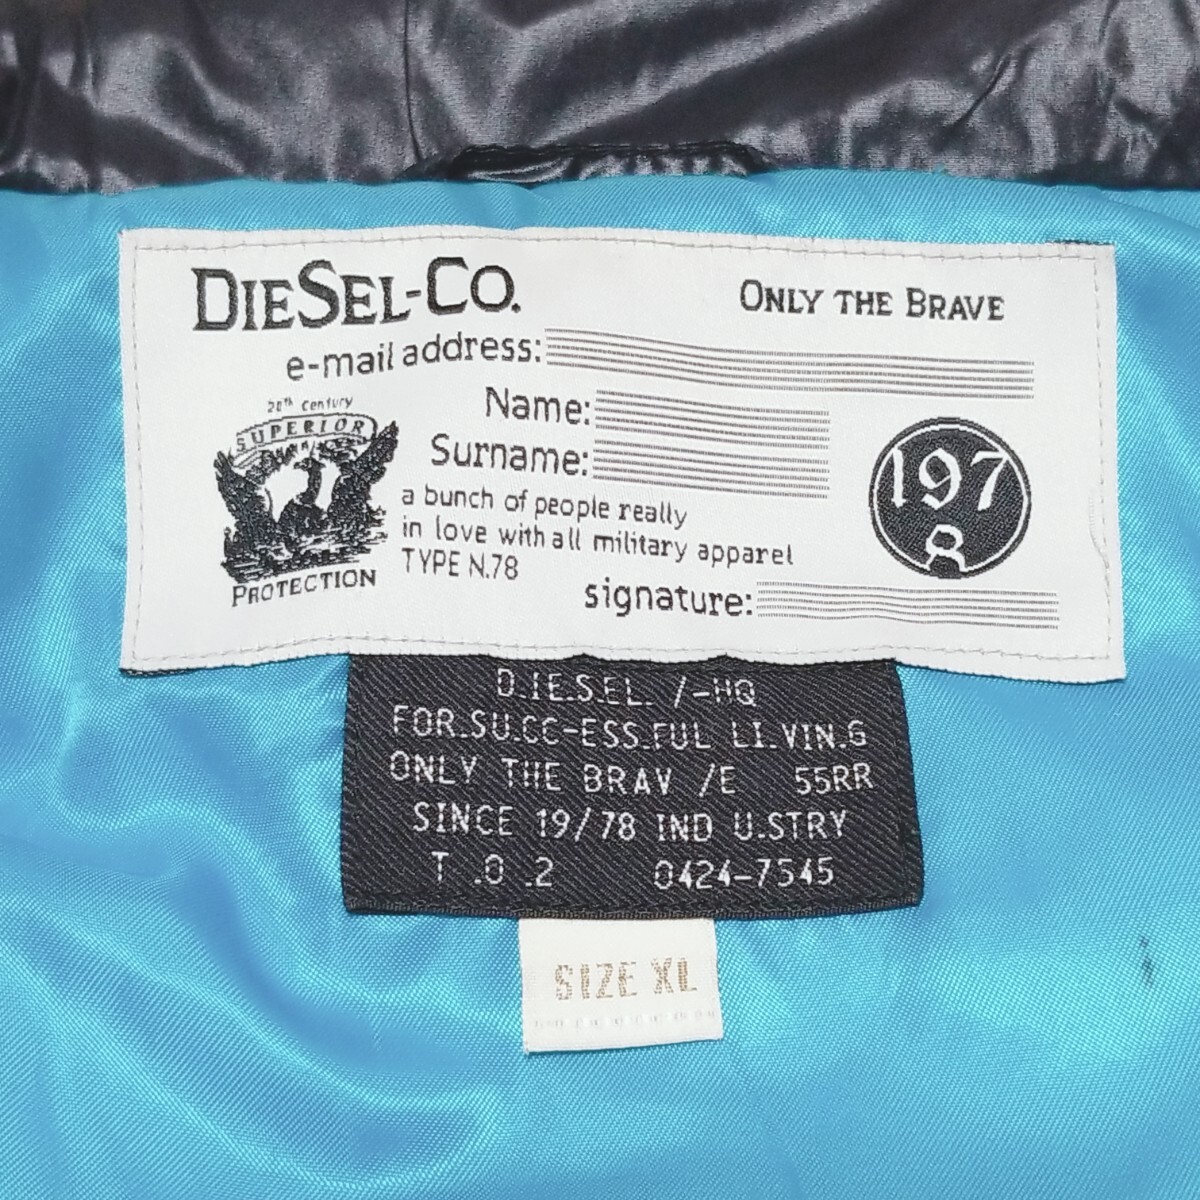 DIESEL-CO.
ONLY THE BRAVE
e-mail address:
20th century
SUPERIOR
PROTECTION
Name:
Surname:
a bunch of people really
in love with all military apparel
TYPE N.78
signature:
197
8
D.IE.S.EL. /-HQ
FOR.SU.CC-ESS.FUL LI.VIN.G
ONLY THE BRAV /E 55RR
SINCE 19/78 IND U.STRY
T .0 .2 0424-7545
SIZE XL